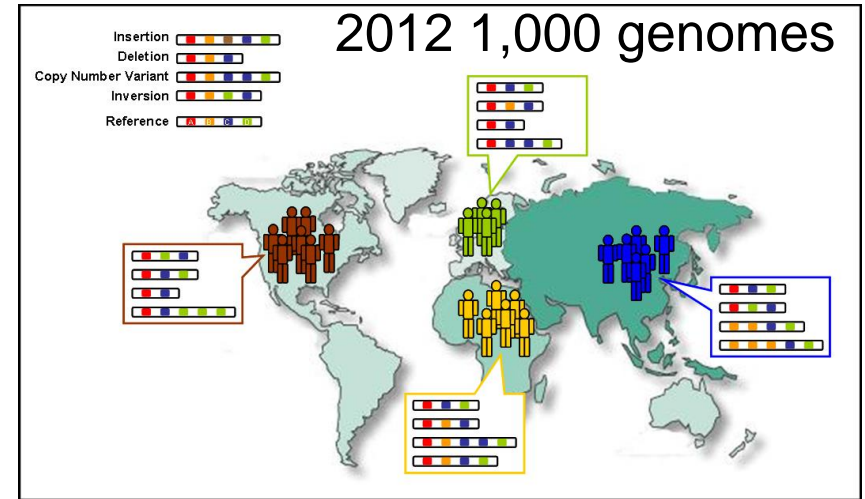 2012 1,000 genomes
Insertion
Deletion
Copy Number Variant
Inversion
Reference A B C D